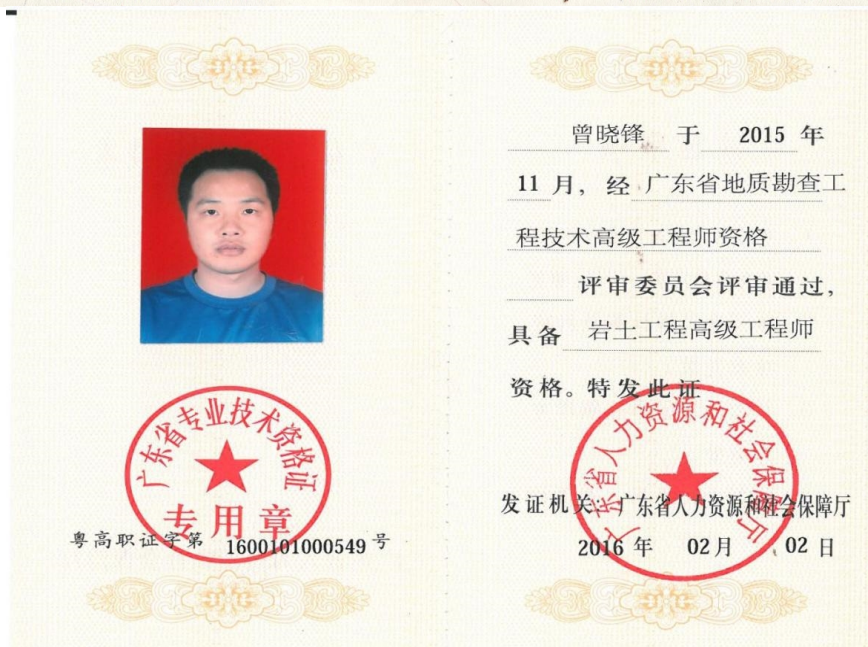 广东省专业技术资格证
专用章
粤高职证字第 1600101000549 号
曾晓锋 于 2015 年
11 月，经 广东省地质勘查工
程技术高级工程师资格
评审委员会评审通过，
具备 岩土工程高级工程师
资格。特发此证
广东省人力资源和社会保障厅
发证机关：广东省人力资源和社会保障厅
2016 年 02 月 02 日